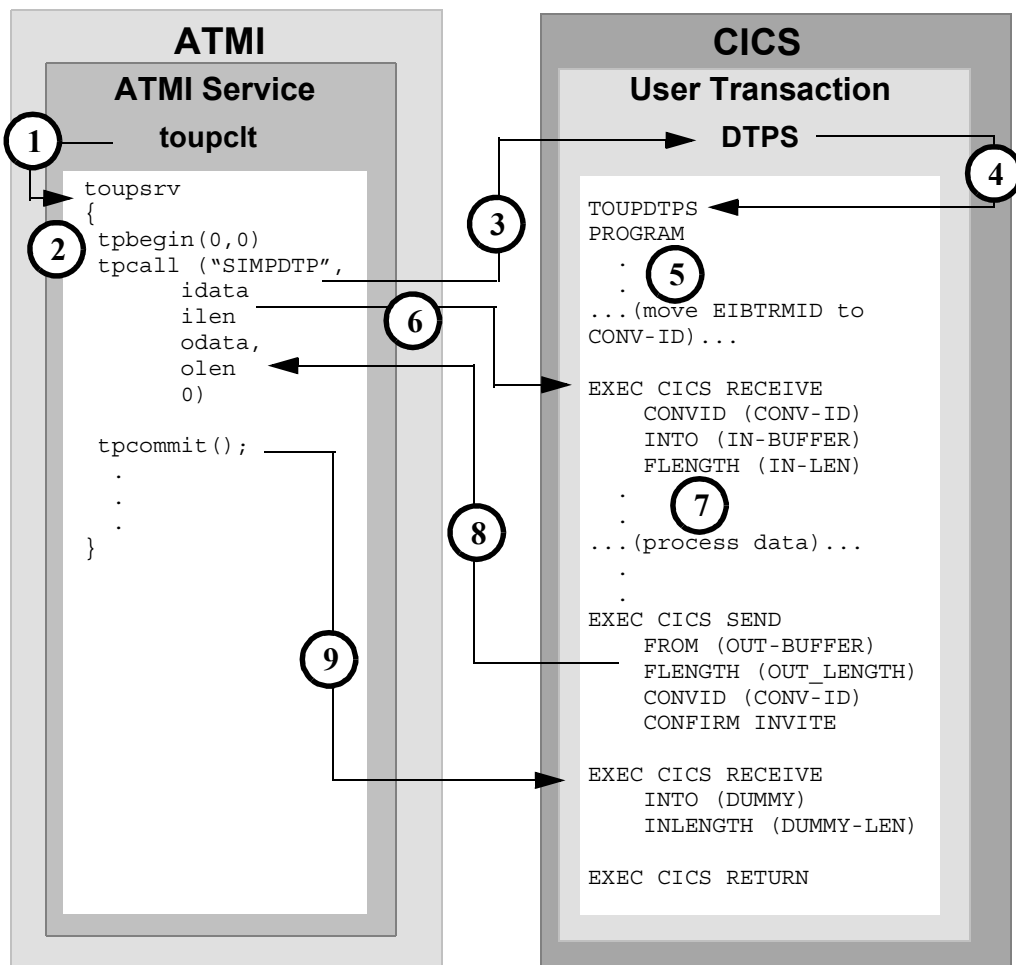 ATMI
ATMI Service
toupclt
1
toupsrv
{
2
tpbegin(0,0)
tpcall (“SIMPDTP”,
idata
ilen
odata,
olen
0)
tpcommit();
.
.
.
}
3
6
8
9
CICS
User Transaction
DTPS
4
TOUPDTPS
PROGRAM
.
5
.
...(move EIBTRMID to
CONV-ID)...
EXEC CICS RECEIVE
CONVID (CONV-ID)
INTO (IN-BUFFER)
FLENGTH (IN-LEN)
.
7
.
...(process data)...
.
.
EXEC CICS SEND
FROM (OUT-BUFFER)
FLENGTH (OUT_LENGTH)
CONVID (CONV-ID)
CONFIRM INVITE
EXEC CICS RECEIVE
INTO (DUMMY)
INLENGTH (DUMMY-LEN)
EXEC CICS RETURN